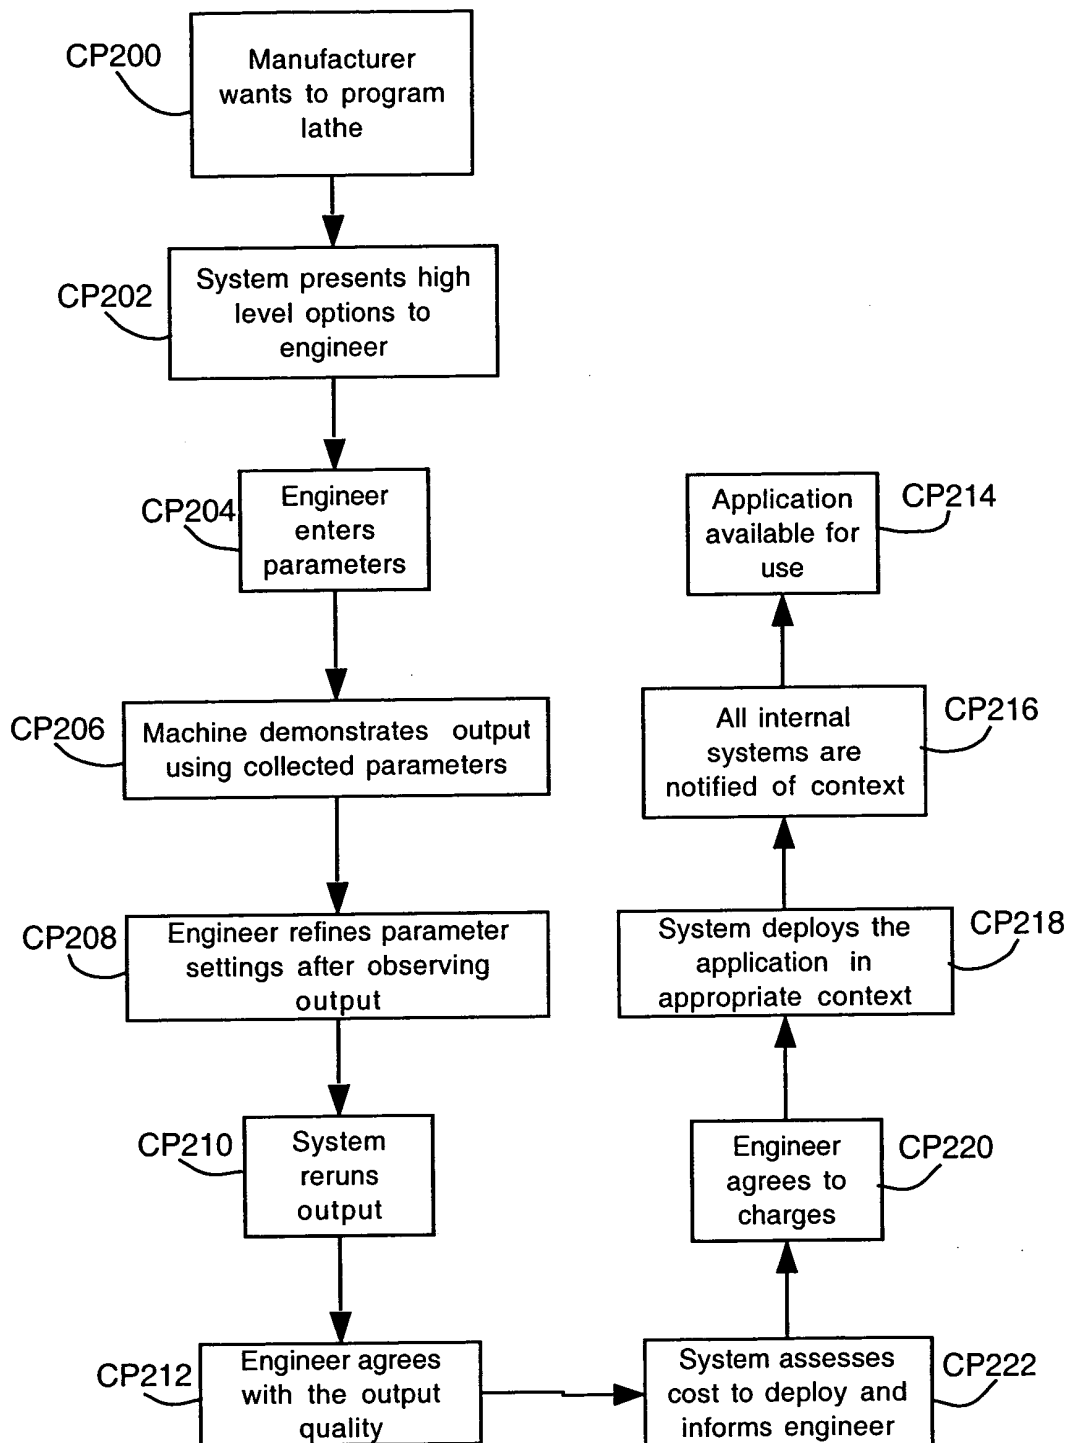 CP200
Manufacturer
wants to program
lathe
CP202
System presents high
level options to
engineer
CP204
Engineer
enters
parameters
CP206
Machine demonstrates output
using collected parameters
CP208
Engineer refines parameter
settings after observing
output
CP210
System
reruns
output
CP212
Engineer agrees
with the output
quality
CP214
Application
available for
use
CP216
All internal
systems are
notified of context
CP218
System deploys the
application in
appropriate context
CP220
Engineer
agrees to
charges
CP222
System assesses
cost to deploy and
informs engineer